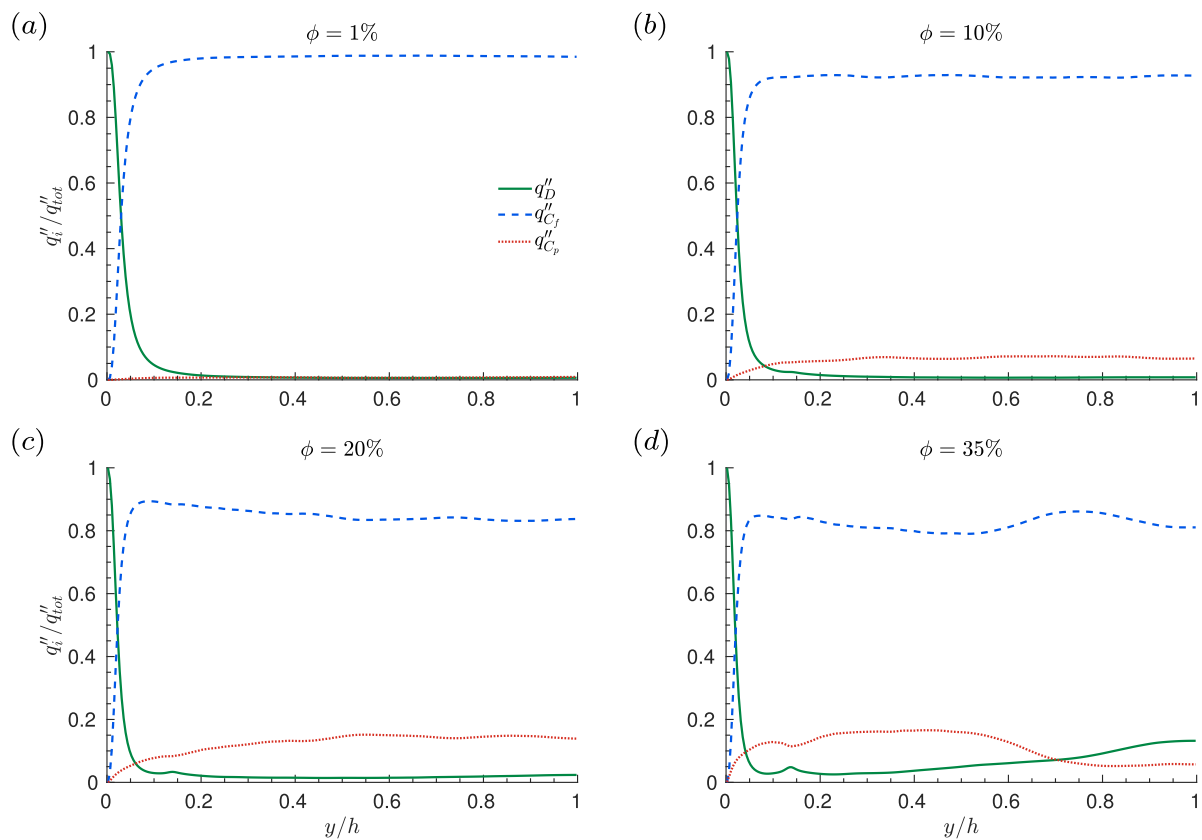 (a)
ϕ = 1%
1
0.8
0.6
0.4
0.2
0
q''_i/q''_tot
q''_D
q''_{C_f}
q''_{C_p}
0 0.2 0.4 0.6 0.8 1
(b)
ϕ = 10%
1
0.8
0.6
0.4
0.2
0
0 0.2 0.4 0.6 0.8 1
(c)
ϕ = 20%
1
0.8
0.6
0.4
0.2
0
q''_i/q''_tot
0 0.2 0.4 0.6 0.8 1
y/h
(d)
ϕ = 35%
1
0.8
0.6
0.4
0.2
0
0 0.2 0.4 0.6 0.8 1
y/h